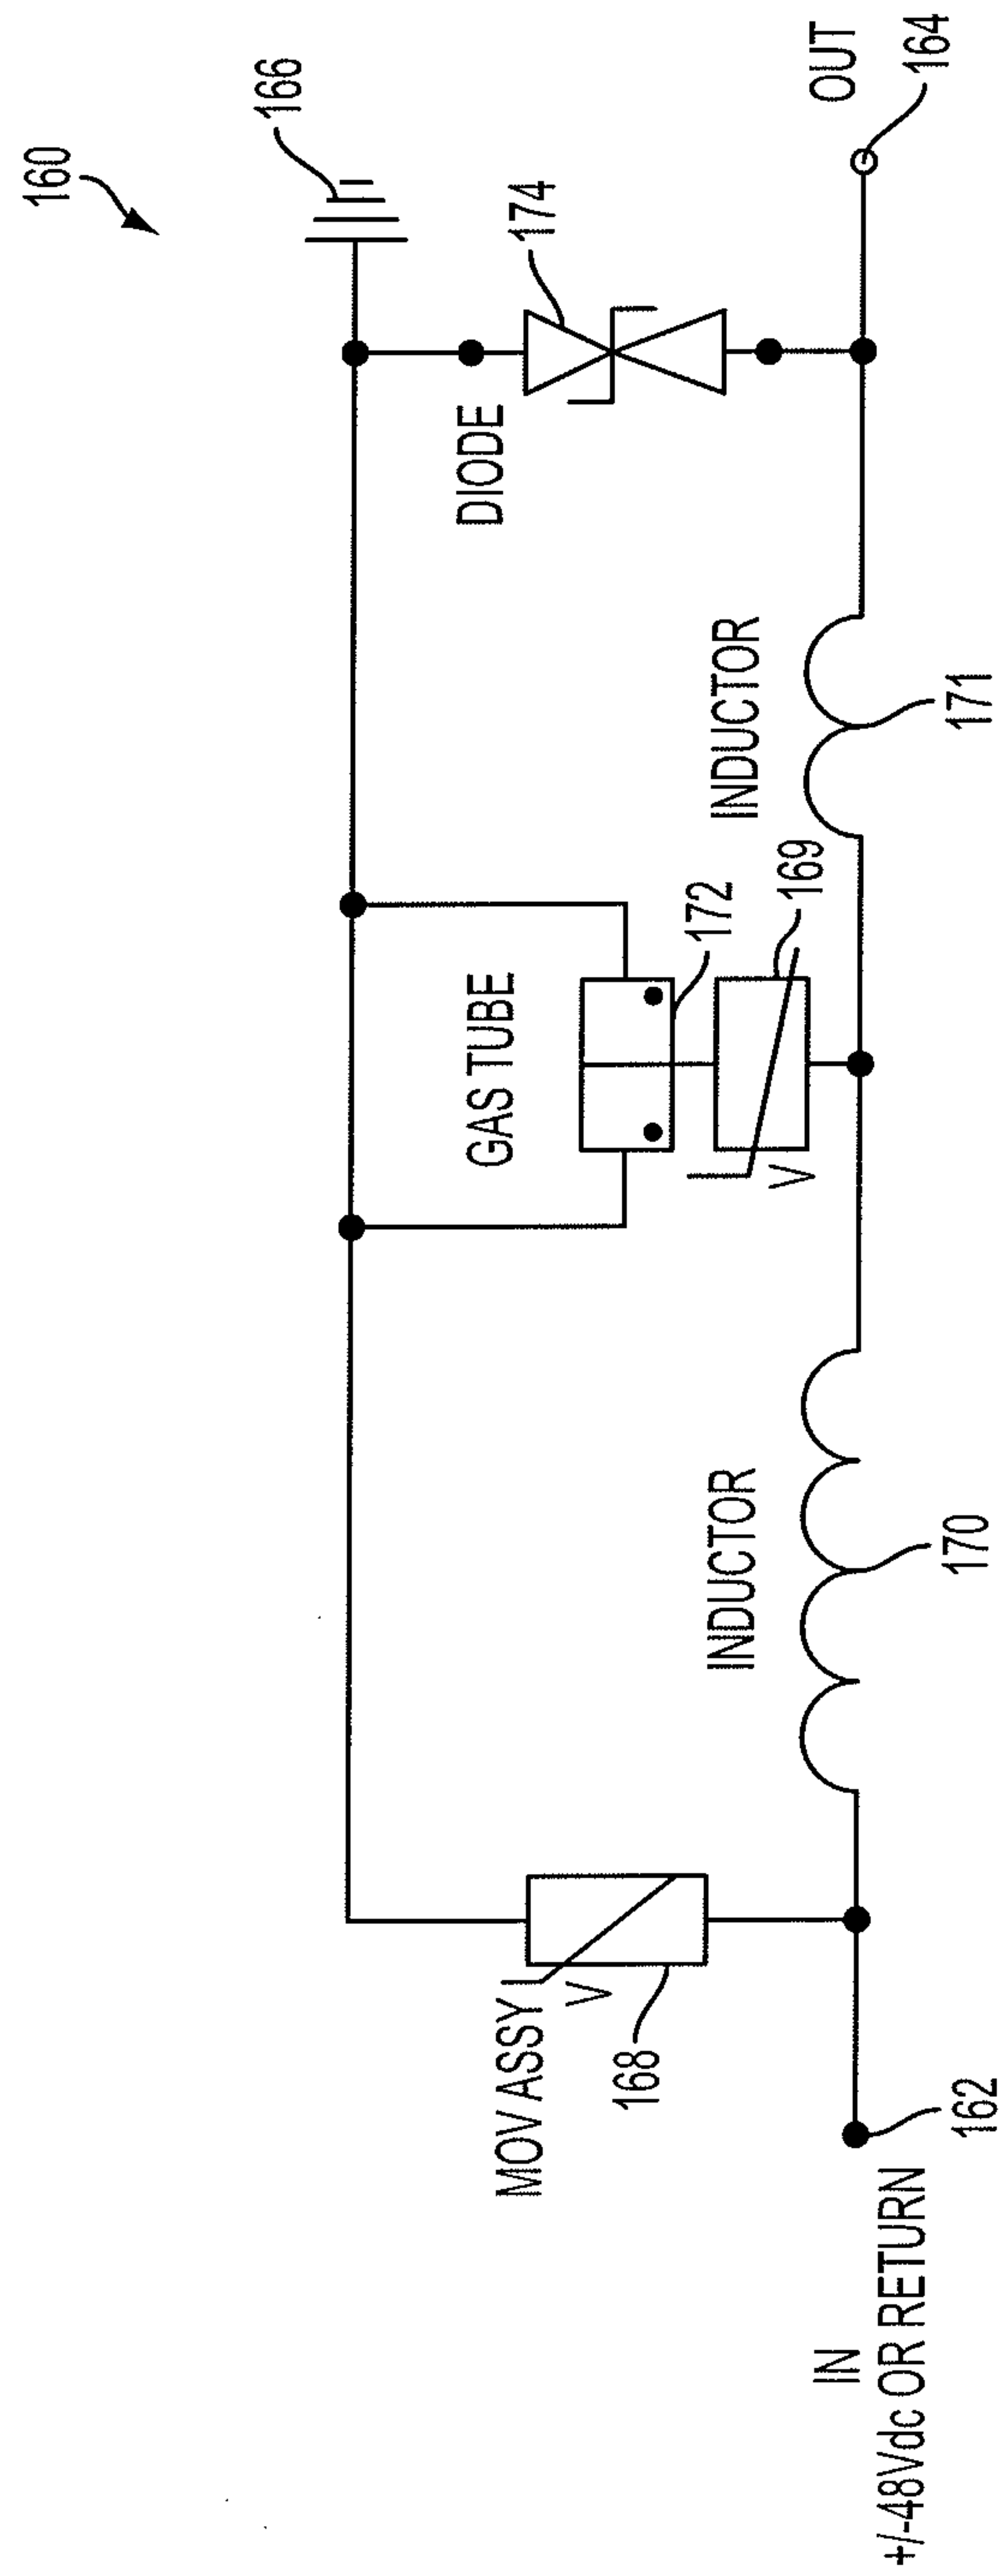 160
166
174
DIODE
OUT
164
GAS TUBE
172
169
V
INDUCTOR
171
MOV ASSY
V
168
INDUCTOR
170
162
IN
+/-48Vdc OR RETURN